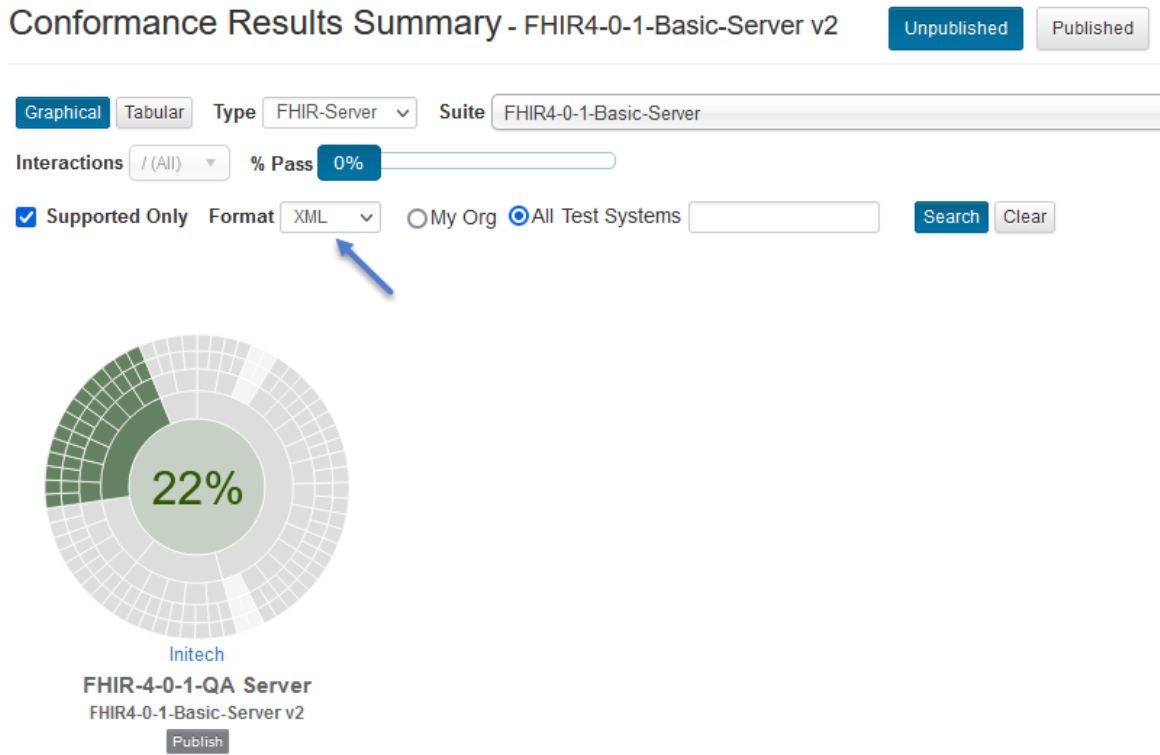 Conformance Results Summary - FHIR4-0-1-Basic-Server v2 Unpublished Published
Graphical Tabular Type FHIR-Server Suite FHIR4-0-1-Basic-Server
Interactions / (All) % Pass 0%
Supported Only Format XML My Org All Test Systems Search Clear
22%
Initech
FHIR-4-0-1-QA Server
FHIR4-0-1-Basic-Server v2
Publish